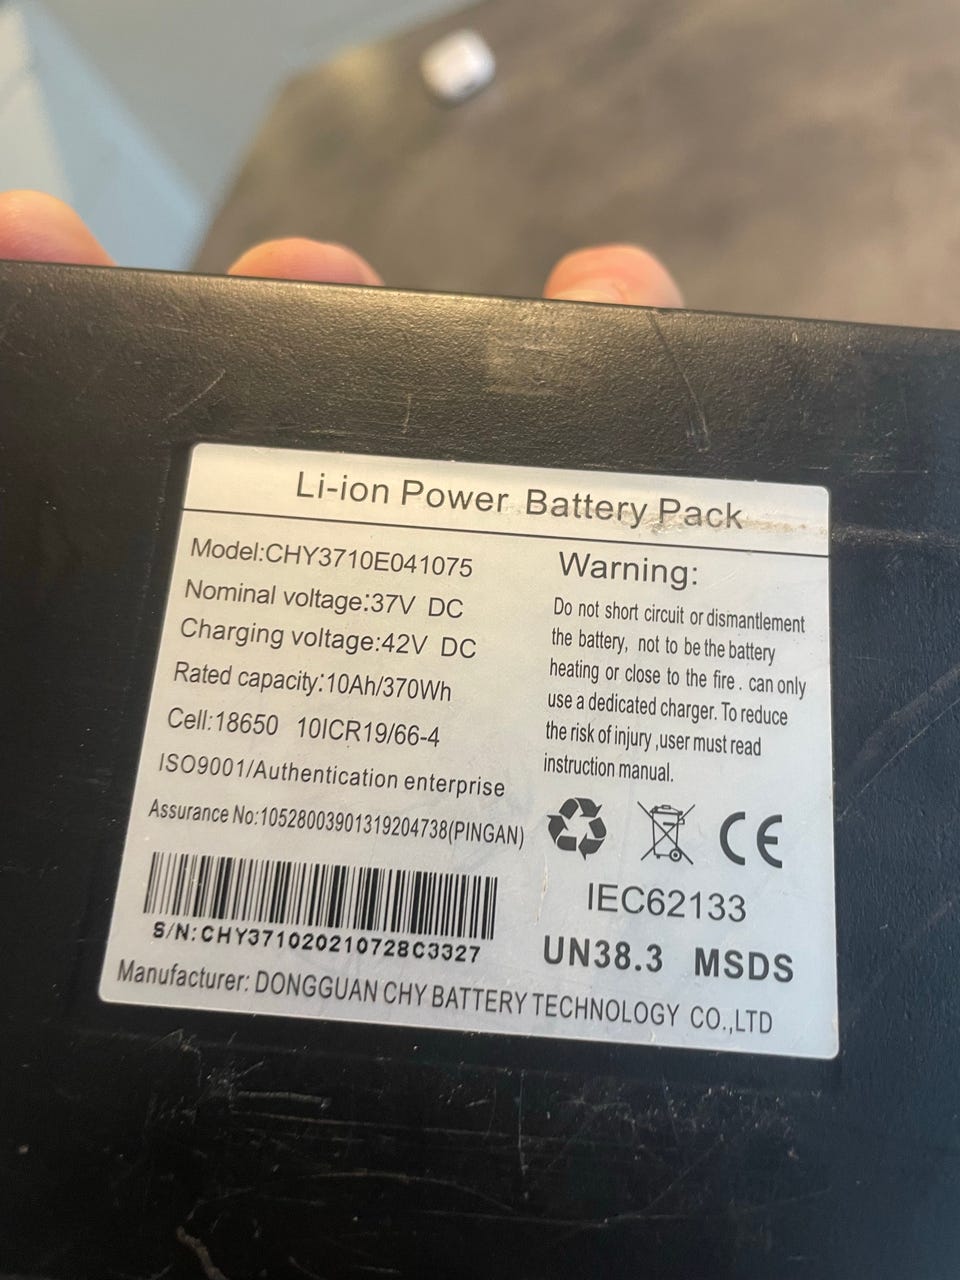 Li-ion Power Battery Pack
Model:CHY3710E041075
Nominal voltage:37V DC
Charging voltage:42V DC
Rated capacity:10Ah/370Wh
Cell:18650 10ICR19/66-4
ISO9001/Authentication enterprise
Assurance No:10528003901319204738(PINGAN)
S/N:CHY371020210728C3327
Manufacturer: DONGGUAN CHY BATTERY TECHNOLOGY CO.,LTD
Warning:
Do not short circuit or dismantlement
the battery, not to be the battery
heating or close to the fire . can only
use a dedicated charger. To reduce
the risk of injury ,user must read
instruction manual.
CE
IEC62133
UN38.3 MSDS